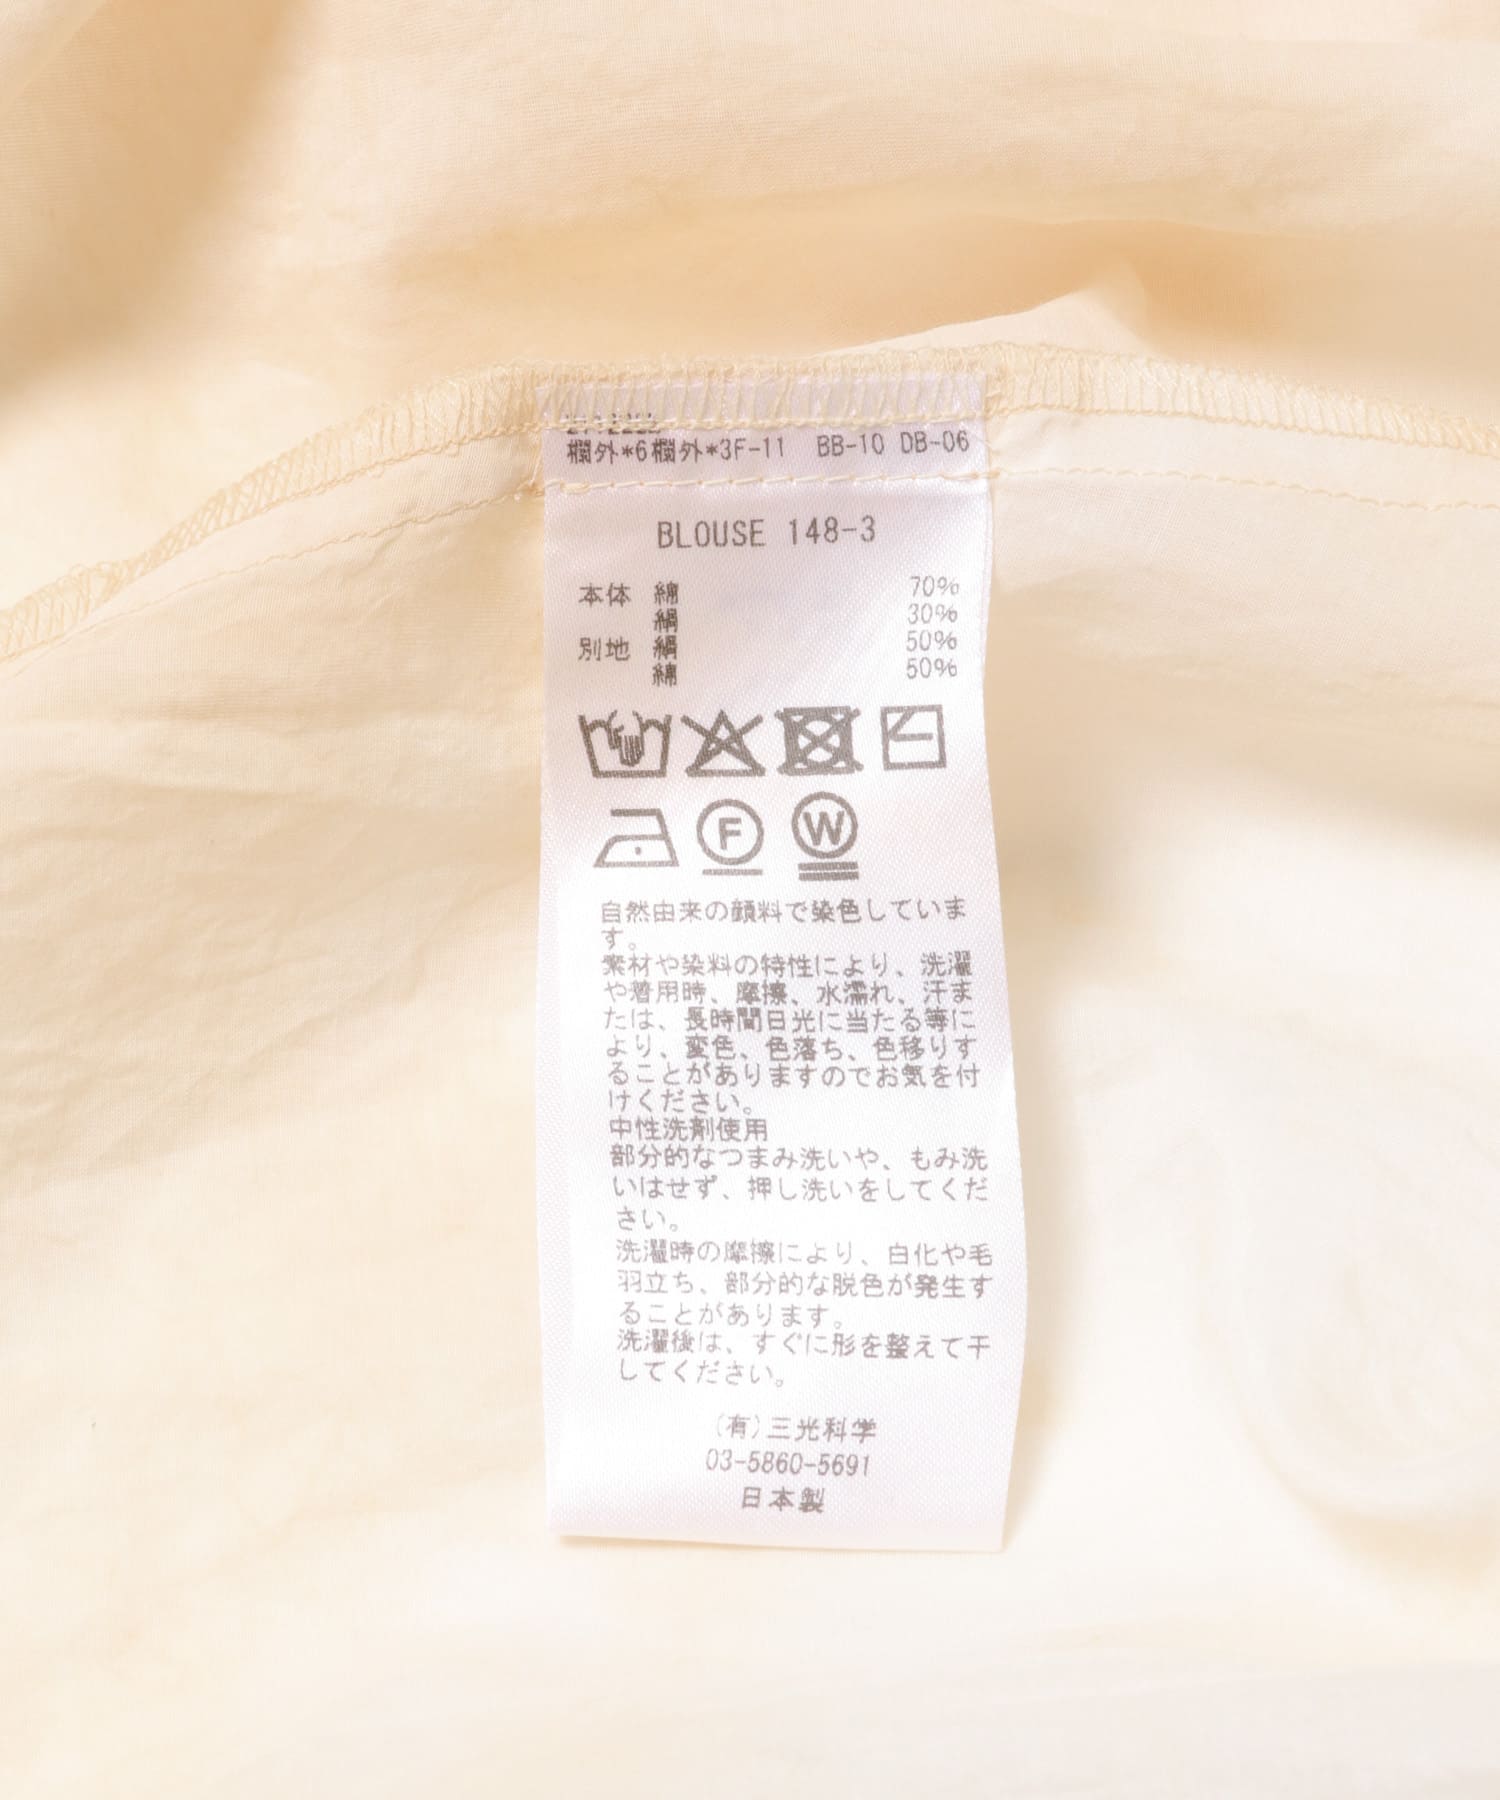 欄外*6欄外*3F-11 BB-10 DB-06
BLOUSE 148-3
本体 綿 70%
絹 30%
別地 絹 50%
綿 50%
F W
自然由来の顔料で染色していま
す。
素材や染料の特性により、洗濯
や着用時、摩擦、水濡れ、汗ま
たは、長時間日光に当たる等に
より、変色、色落ち、色移りす
ることがありますのでお気を付
けください。
中性洗剤使用
部分的なつまみ洗いや、もみ洗
いはせず、押し洗いをしてくだ
さい。
洗濯時の摩擦により、白化や毛
羽立ち、部分的な脱色が発生す
ることがあります。
洗濯後は、すぐに形を整えて干
してください。
(有)三光科学
03-5860-5691
日本製